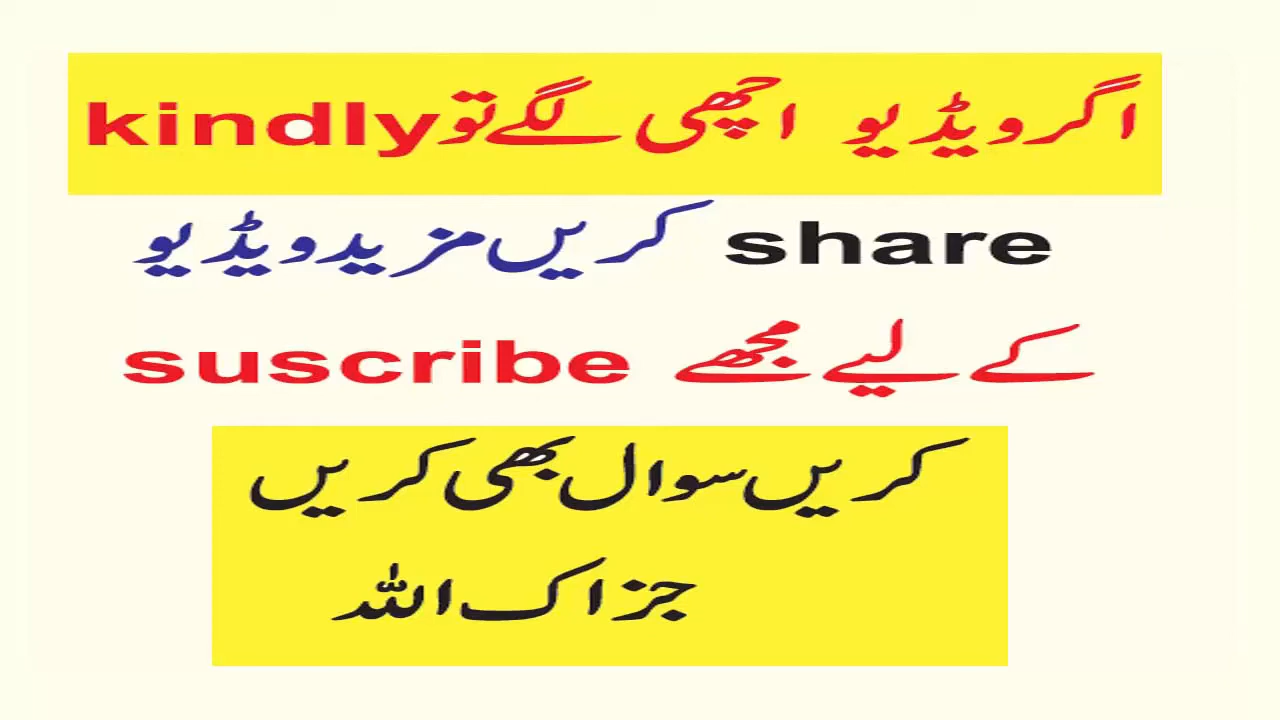 اگر ویڈیو اچھی لگے تو kindly
share کریں مزید ویڈیو
کے لیے مجھے suscribe
کریں سوال بھی کریں
جزاک اللہ